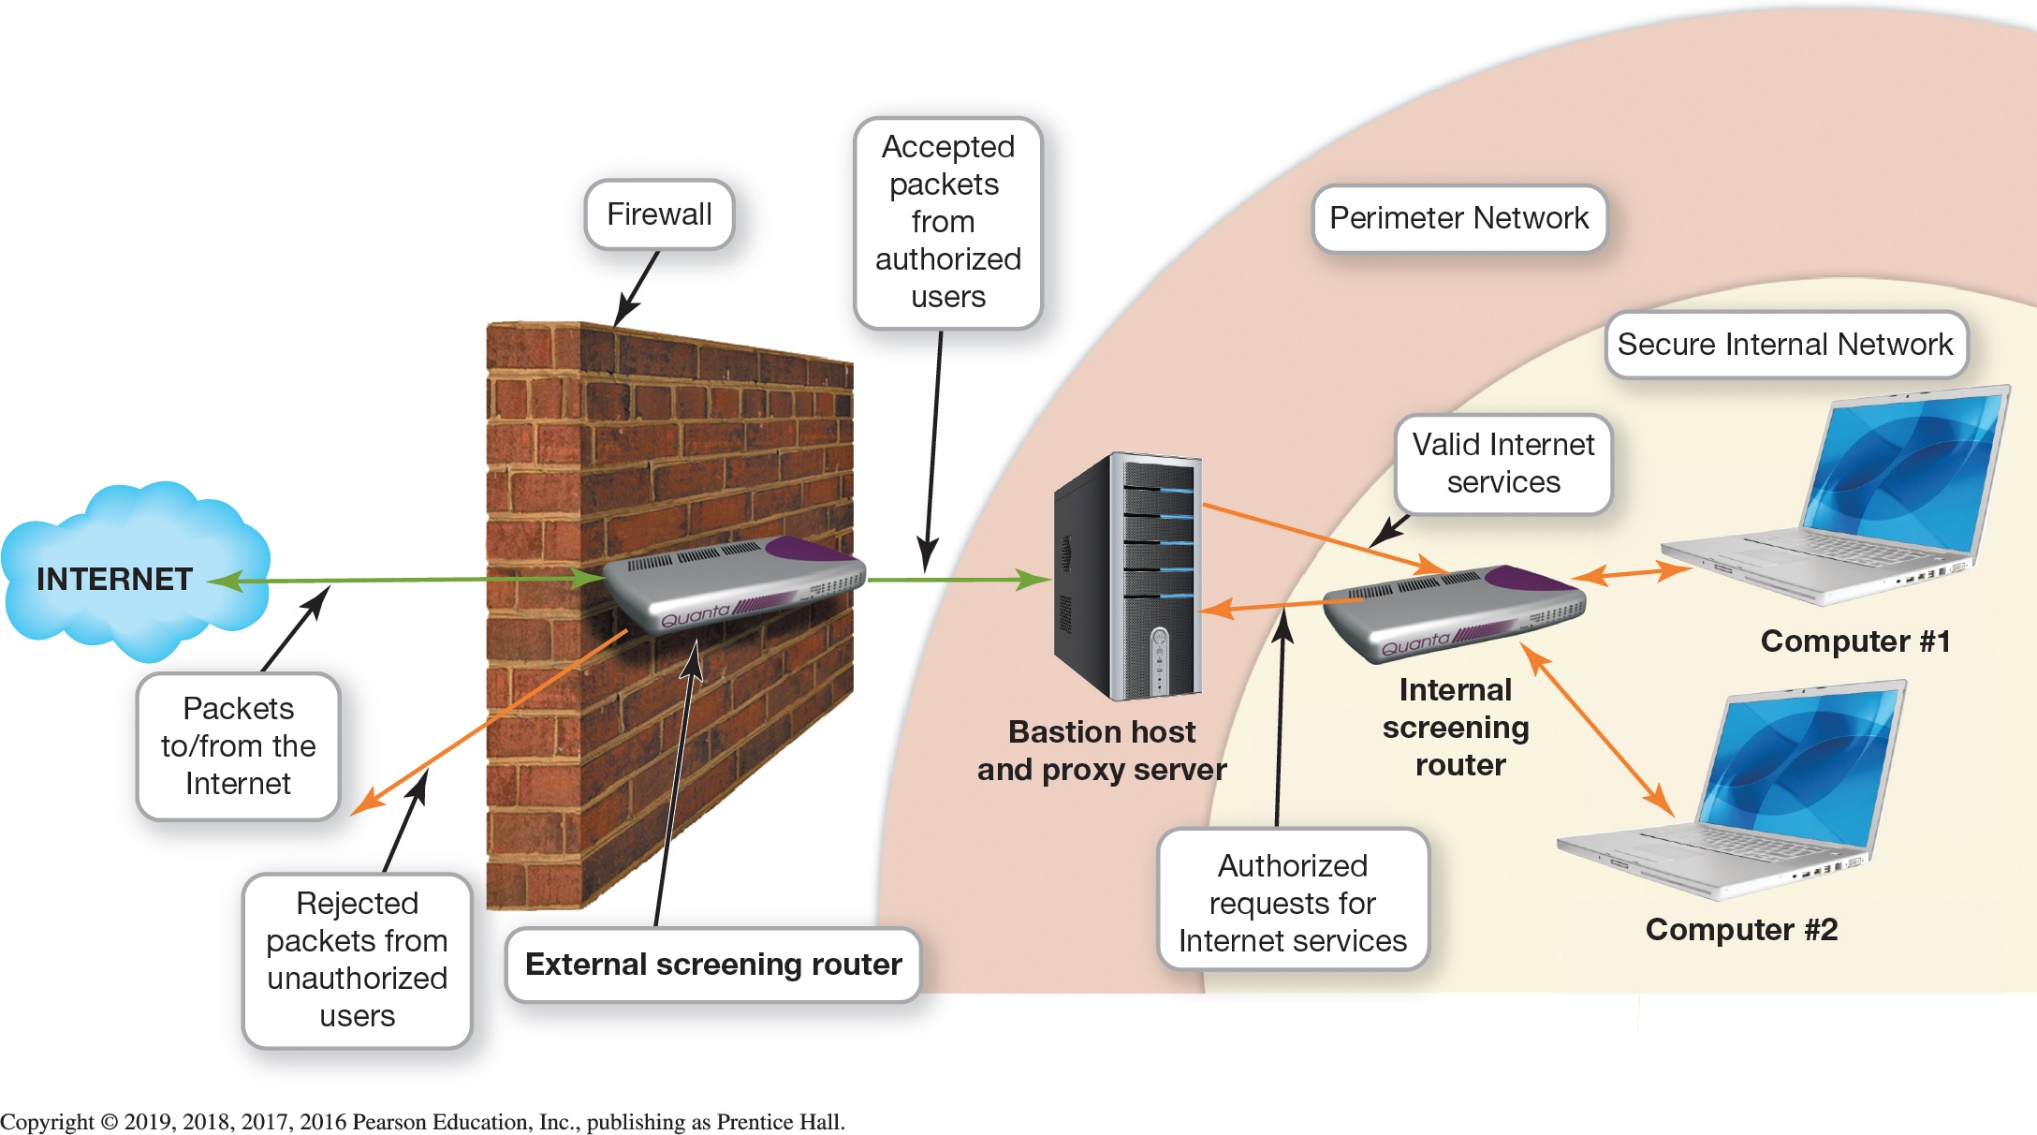 Firewall
Accepted
packets
from
authorized
users
Perimeter Network
Secure Internal Network
Valid Internet
services
INTERNET
Quanta
Quanta
Computer #1
Packets
to/from the
Internet
Bastion host
and proxy server
Internal
screening
router
Rejected
packets from
unauthorized
users
External screening router
Authorized
requests for
Internet services
Computer #2
Copyright © 2019, 2018, 2017, 2016 Pearson Education, Inc., publishing as Prentice Hall.